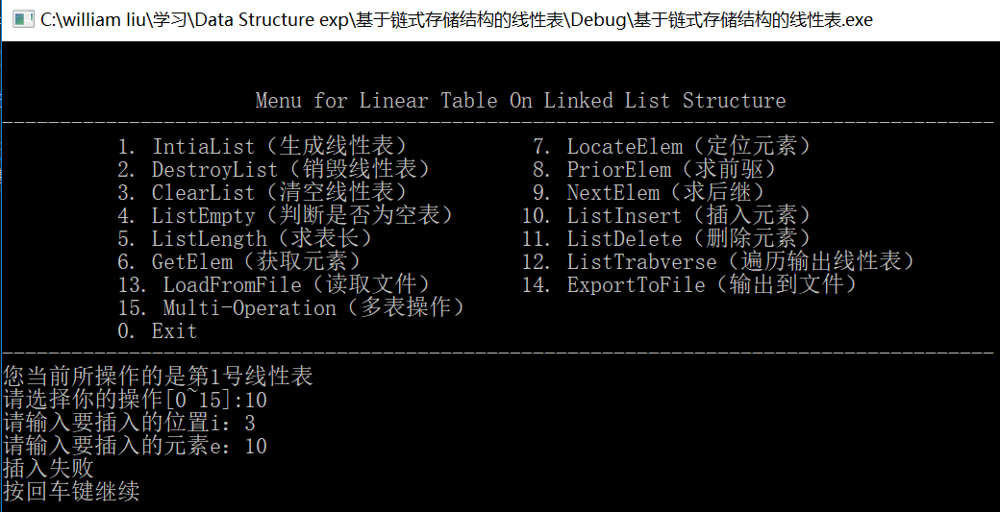 C:\william liu\学习\Data Structure exp\基于链式存储结构的线性表\Debug\基于链式存储结构的线性表.exe
Menu for Linear Table On Linked List Structure
-------------------------------------------------------------------------------------
1. IntiaList（生成线性表） 7. LocateElem（定位元素）
2. DestroyList（销毁线性表） 8. PriorElem（求前驱）
3. ClearList（清空线性表） 9. NextElem（求后继）
4. ListEmpty（判断是否为空表） 10. ListInsert（插入元素）
5. ListLength（求表长） 11. ListDelete（删除元素）
6. GetElem（获取元素） 12. ListTrabverse（遍历输出线性表）
13. LoadFromFile（读取文件） 14. ExportToFile（输出到文件）
15. Multi-Operation（多表操作）
0. Exit
-------------------------------------------------------------------------------------
您当前所操作的是第1号线性表
请选择你的操作[0~15]:10
请输入要插入的位置i：3
请输入要插入的元素e：10
插入失败
按回车键继续